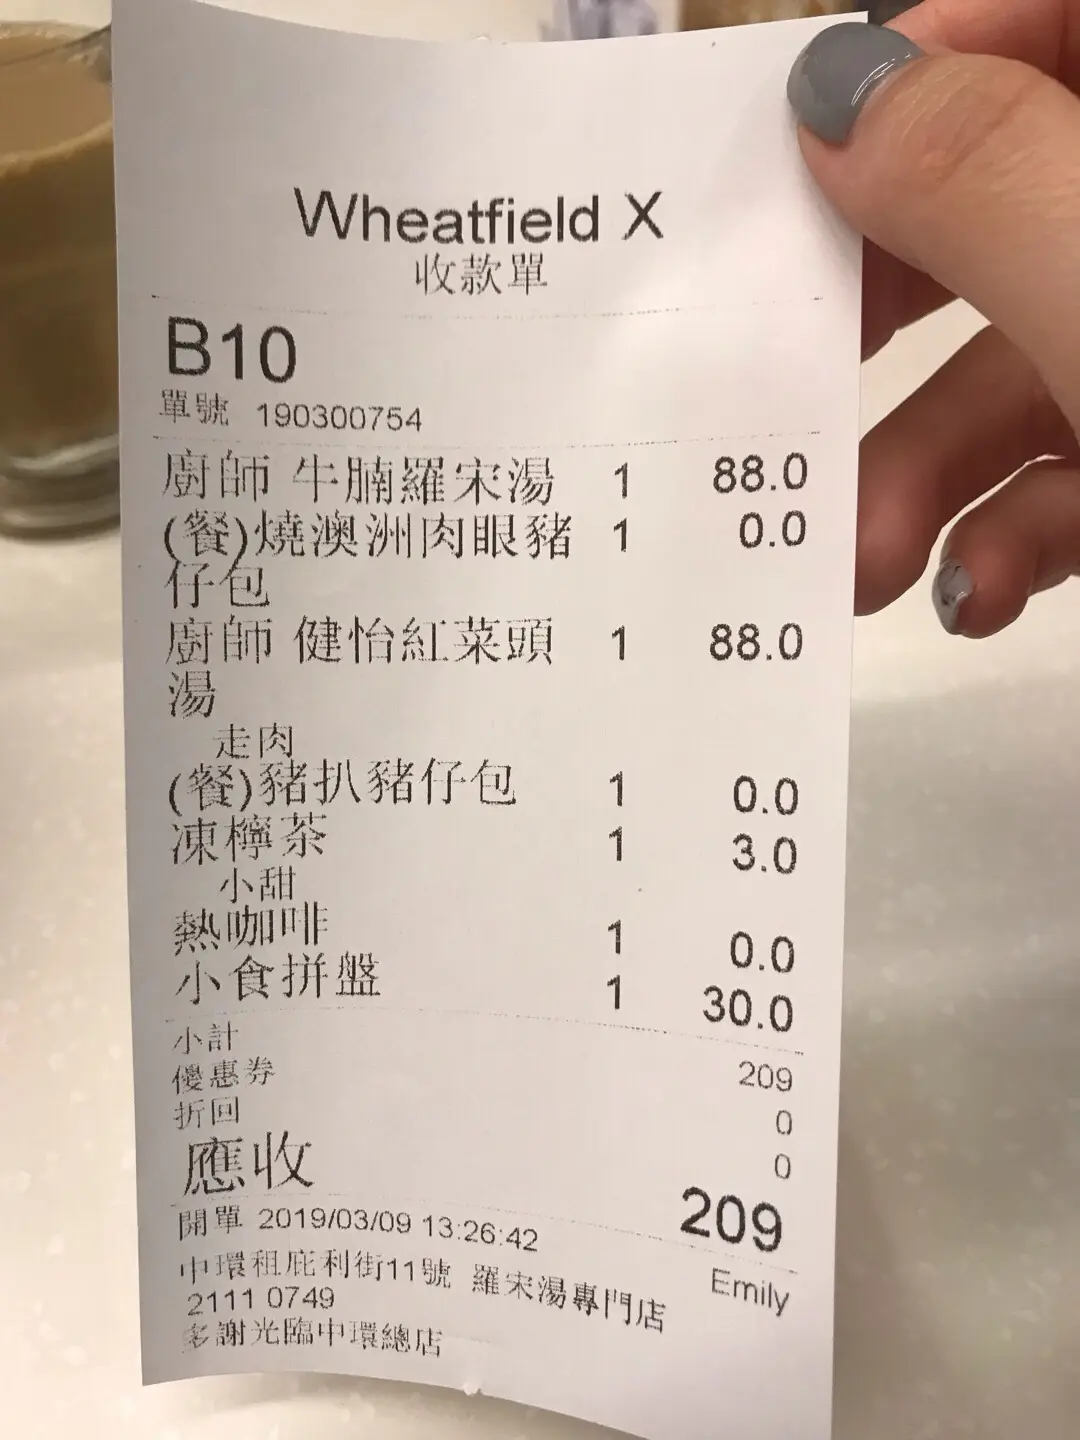 Wheatfield X
收款單
B10
單號 190300754
廚師 牛腩羅宋湯 1 88.0
(餐)燒澳洲肉眼豬 1 0.0
仔包
廚師 健怡紅菜頭 1 88.0
湯
走肉
(餐)豬扒豬仔包 1 0.0
凍檸茶 1 3.0
小甜
熱咖啡 1 0.0
小食拼盤 1 30.0
小計 209
優惠券 0
折回 0
應收 209
開單 2019/03/09 13:26:42 Emily
中環租庇利街11號 羅宋湯專門店
2111 0749
多謝光臨中環總店